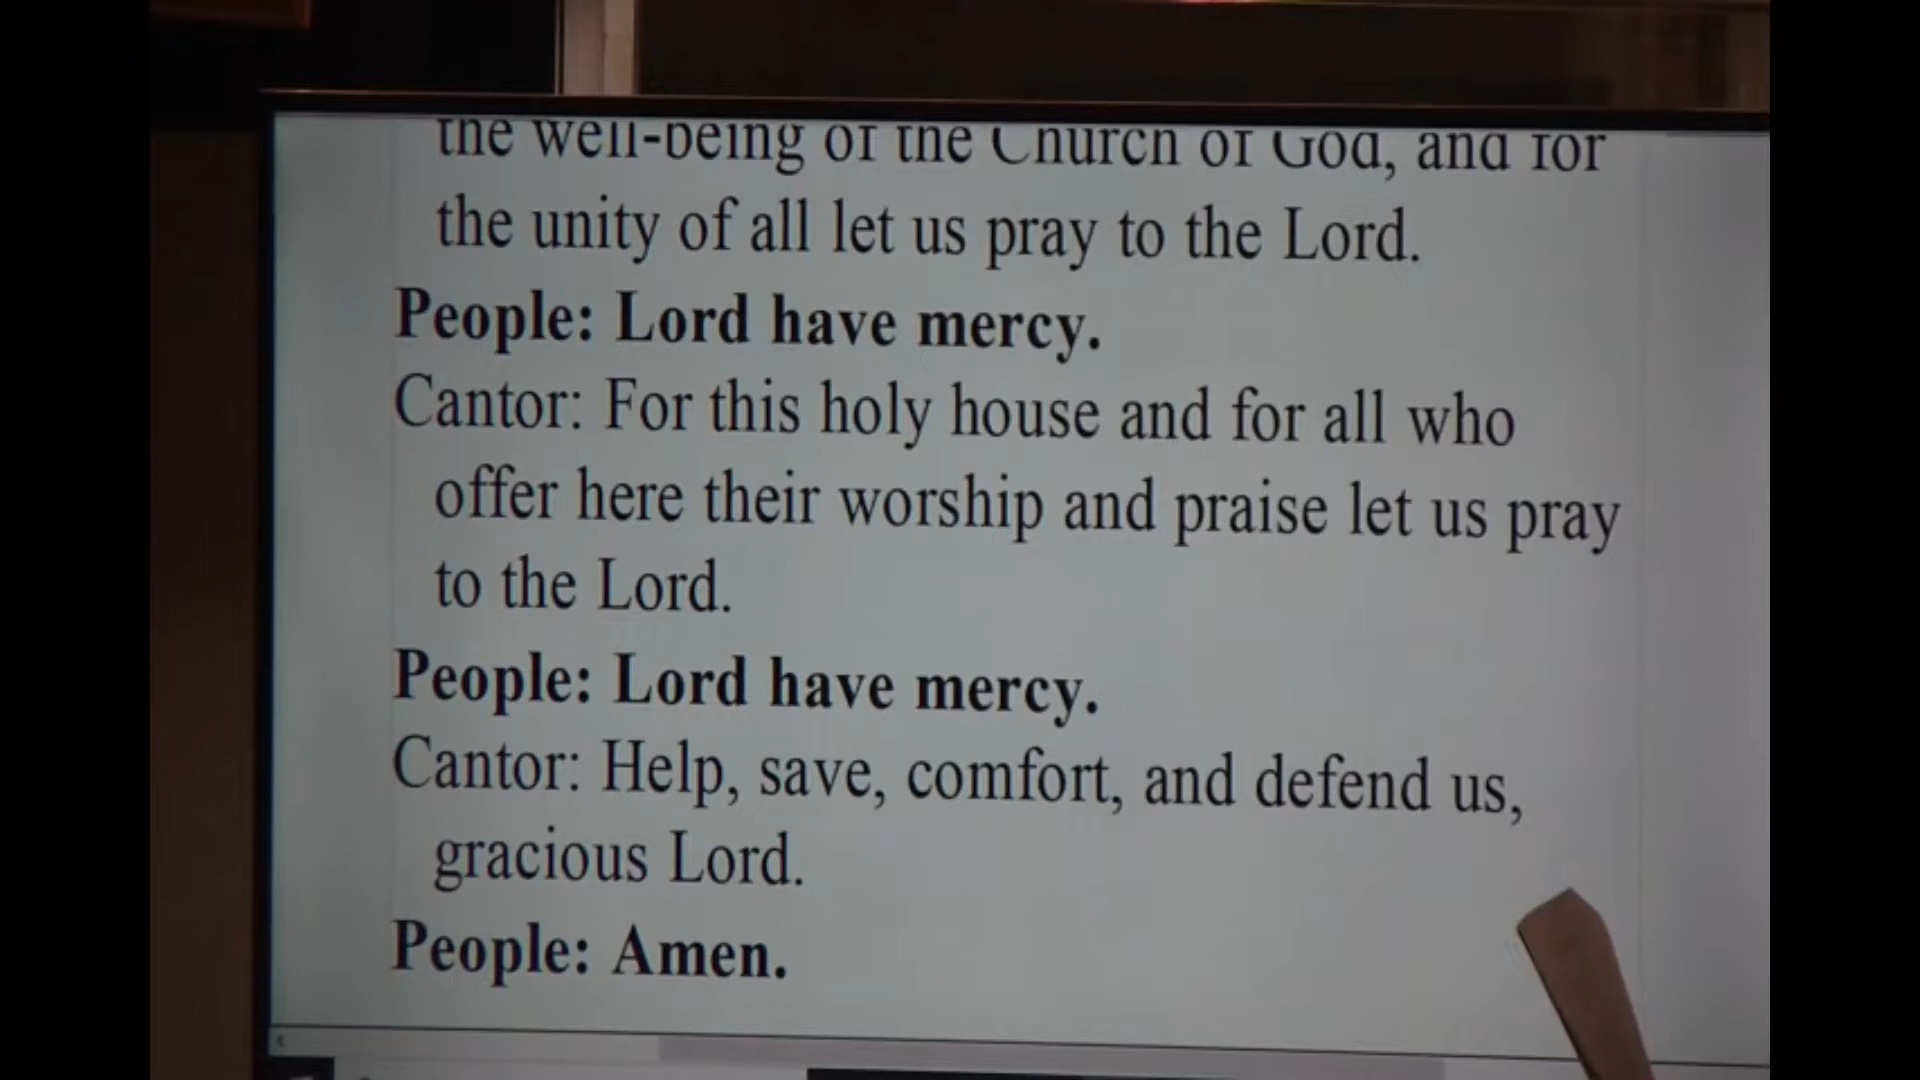 the well-being of the Church of God, and for
the unity of all let us pray to the Lord.
People: Lord have mercy.
Cantor: For this holy house and for all who
offer here their worship and praise let us pray
to the Lord.
People: Lord have mercy.
Cantor: Help, save, comfort, and defend us,
gracious Lord.
People: Amen.